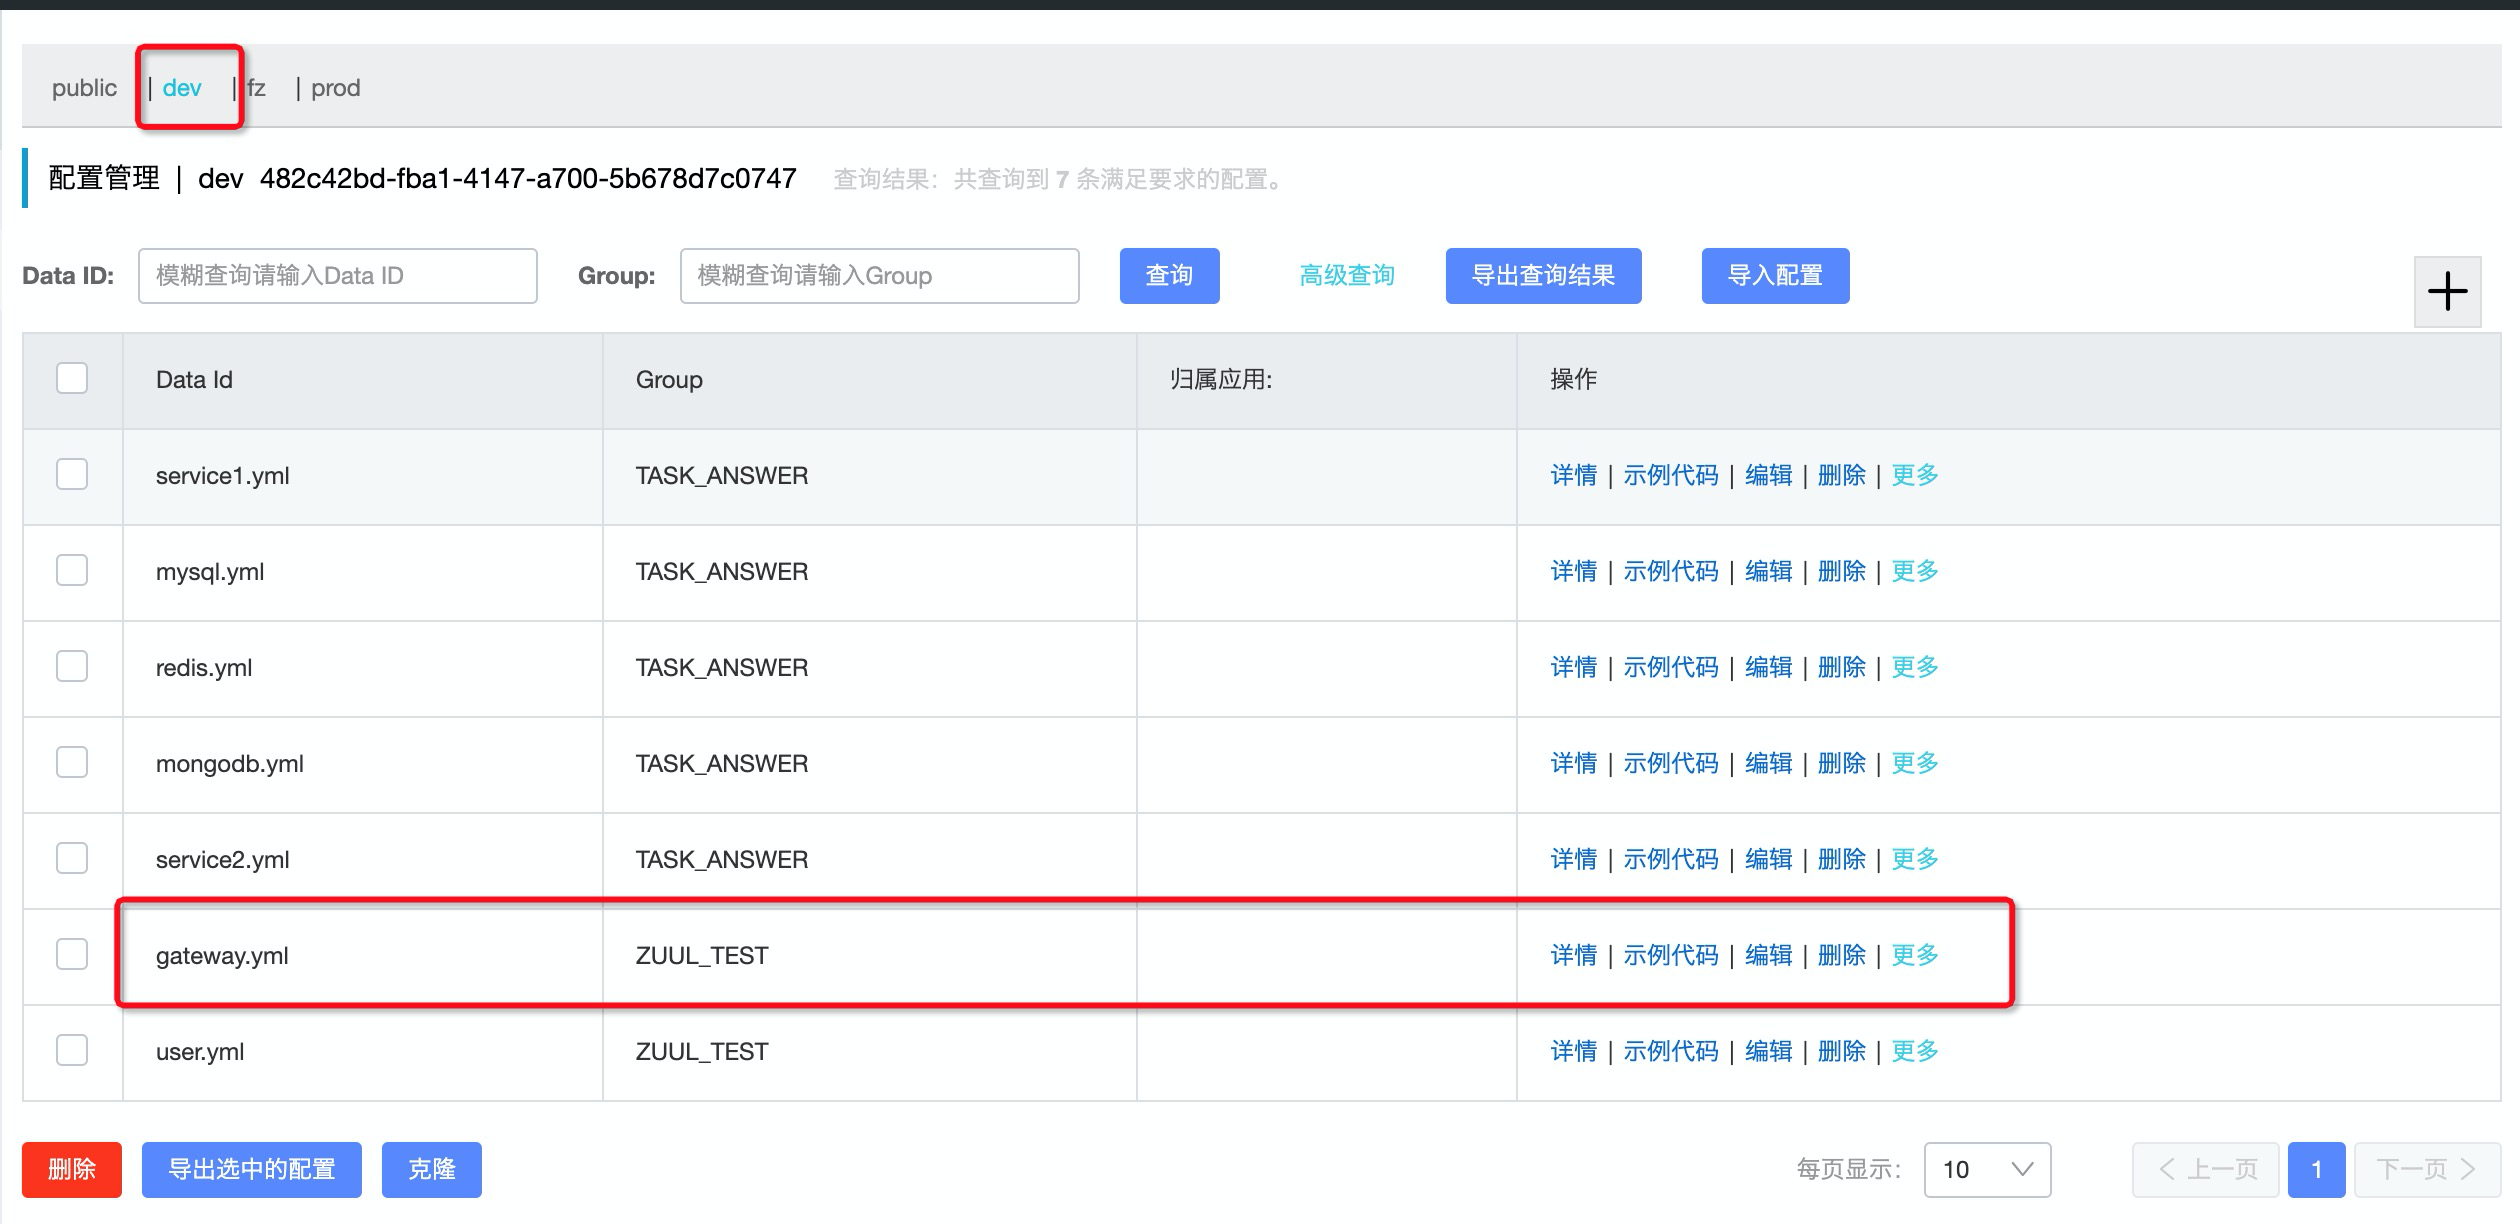 public | dev | fz | prod
配置管理 | dev 482c42bd-fba1-4147-a700-5b678d7c0747 查询结果：共查询到 7 条满足要求的配置。
Data ID: 模糊查询请输入Data ID Group: 模糊查询请输入Group 查询 高级查询 导出查询结果 导入配置
Data Id Group 归属应用: 操作
service1.yml TASK_ANSWER 详情 | 示例代码 | 编辑 | 删除 | 更多
mysql.yml TASK_ANSWER 详情 | 示例代码 | 编辑 | 删除 | 更多
redis.yml TASK_ANSWER 详情 | 示例代码 | 编辑 | 删除 | 更多
mongodb.yml TASK_ANSWER 详情 | 示例代码 | 编辑 | 删除 | 更多
service2.yml TASK_ANSWER 详情 | 示例代码 | 编辑 | 删除 | 更多
gateway.yml ZUUL_TEST 详情 | 示例代码 | 编辑 | 删除 | 更多
user.yml ZUUL_TEST 详情 | 示例代码 | 编辑 | 删除 | 更多
删除 导出选中的配置 克隆 每页显示: 10 上一页 1 下一页